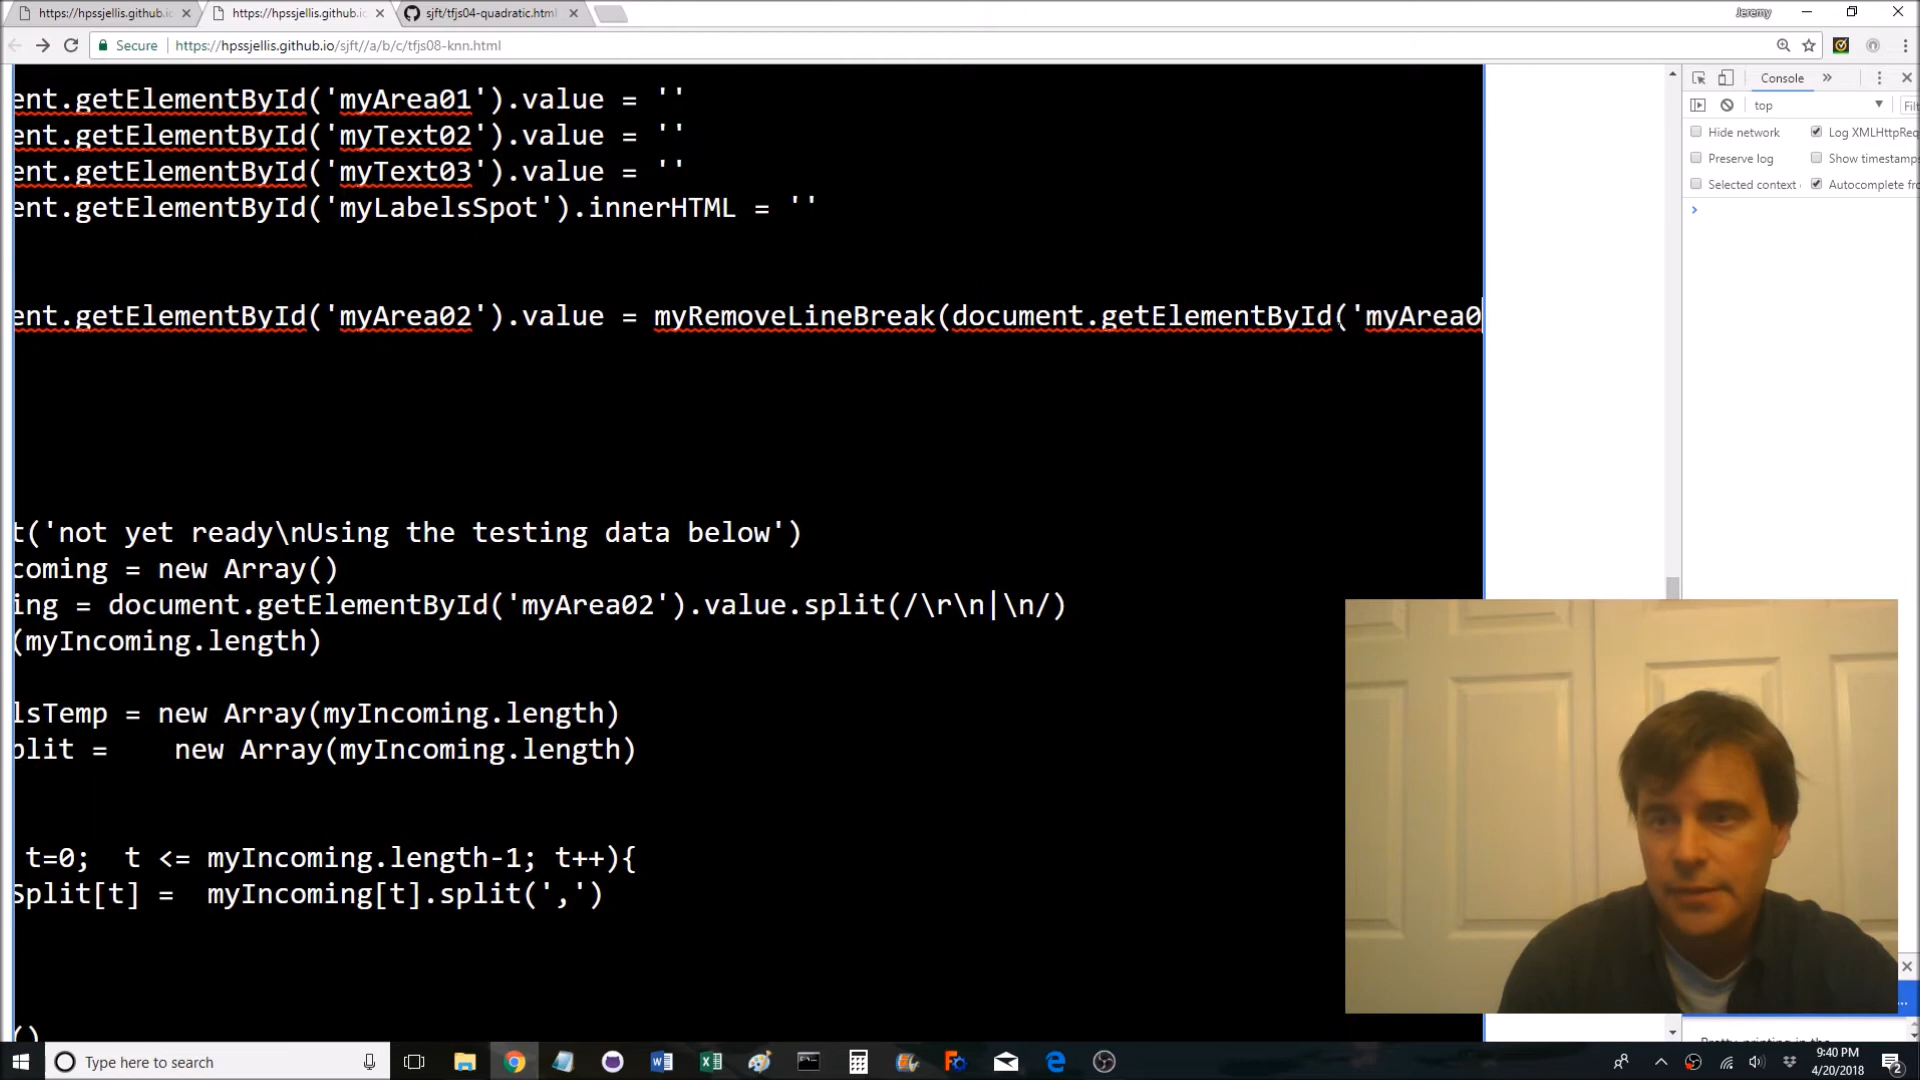 https://hpssjellis.github.io
https://hpssjellis.github.io
sjft/tfjs04-quadratic.html
Jeremy
Secure
https://hpssjellis.github.io/sjft//a/b/c/tfjs08-knn.html
ent.getElementById('myArea01').value = ''
ent.getElementById('myText02').value = ''
ent.getElementById('myText03').value = ''
ent.getElementById('myLabelsSpot').innerHTML = ''
ent.getElementById('myArea02').value = myRemoveLineBreak(document.getElementById('myArea0
t('not yet ready\nUsing the testing data below')
coming = new Array()
ing = document.getElementById('myArea02').value.split(/\r\n|\n/)
(myIncoming.length)
lsTemp = new Array(myIncoming.length)
plit =    new Array(myIncoming.length)
t=0;  t <= myIncoming.length-1; t++){
Split[t] =  myIncoming[t].split(',')
()
Console
top
Fil
Hide network
Log XMLHttpReq
Preserve log
Show timestamps
Selected context
Autocomplete fr
Type here to search
9:40 PM
4/20/2018
2